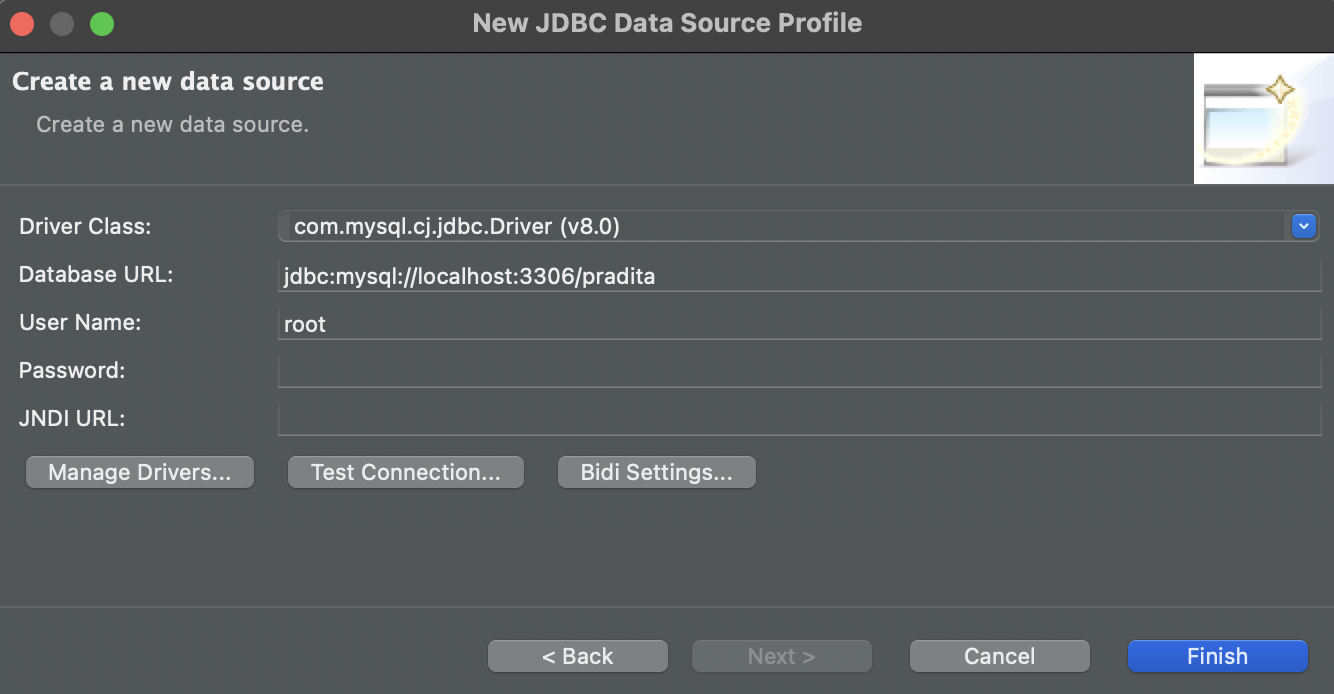 New JDBC Data Source Profile
Create a new data source
Create a new data source.
Driver Class: com.mysql.cj.jdbc.Driver (v8.0)
Database URL: jdbc:mysql://localhost:3306/pradita
User Name: root
Password:
JNDI URL:
Manage Drivers... Test Connection... Bidi Settings...
< Back Next > Cancel Finish